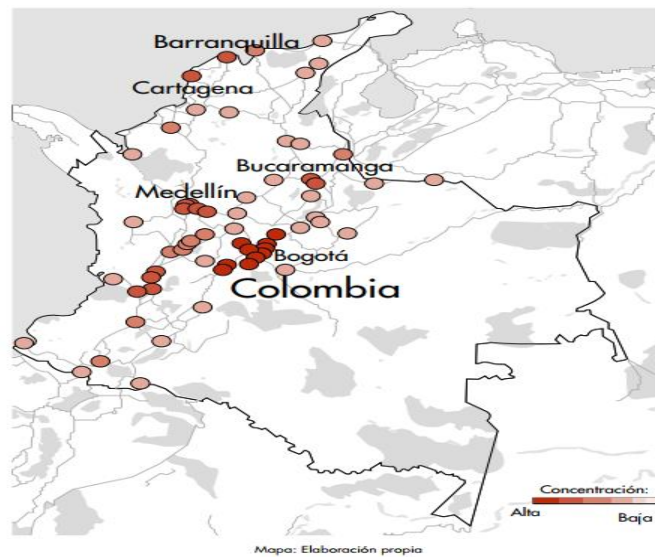 Barranquilla
Cartagena
Bucaramanga
Medellín
Bogotá
Colombia
Concentración:
Alta
Baja
Mapa: Elaboración propia